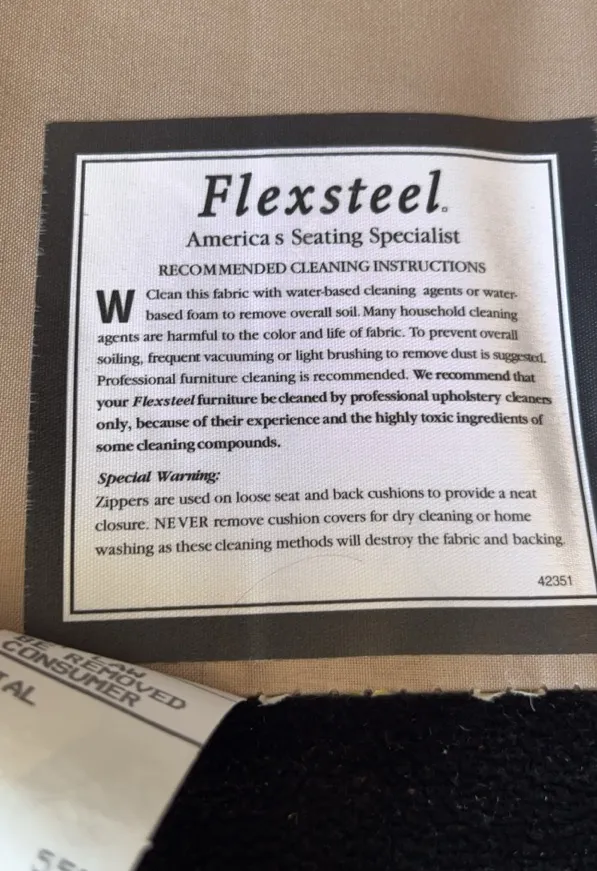 Flexsteel®
America s Seating Specialist
RECOMMENDED CLEANING INSTRUCTIONS
W Clean this fabric with water-based cleaning agents or water-
based foam to remove overall soil. Many household cleaning
agents are harmful to the color and life of fabric. To prevent overall
soiling, frequent vacuuming or light brushing to remove dust is suggested.
Professional furniture cleaning is recommended. We recommend that
your Flexsteel furniture be cleaned by professional upholstery cleaners
only, because of their experience and the highly toxic ingredients of
some cleaning compounds.
Special Warning:
Zippers are used on loose seat and back cushions to provide a neat
closure. NEVER remove cushion covers for dry cleaning or home
washing as these cleaning methods will destroy the fabric and backing.
42351
BE REMOVED
CONSUMER